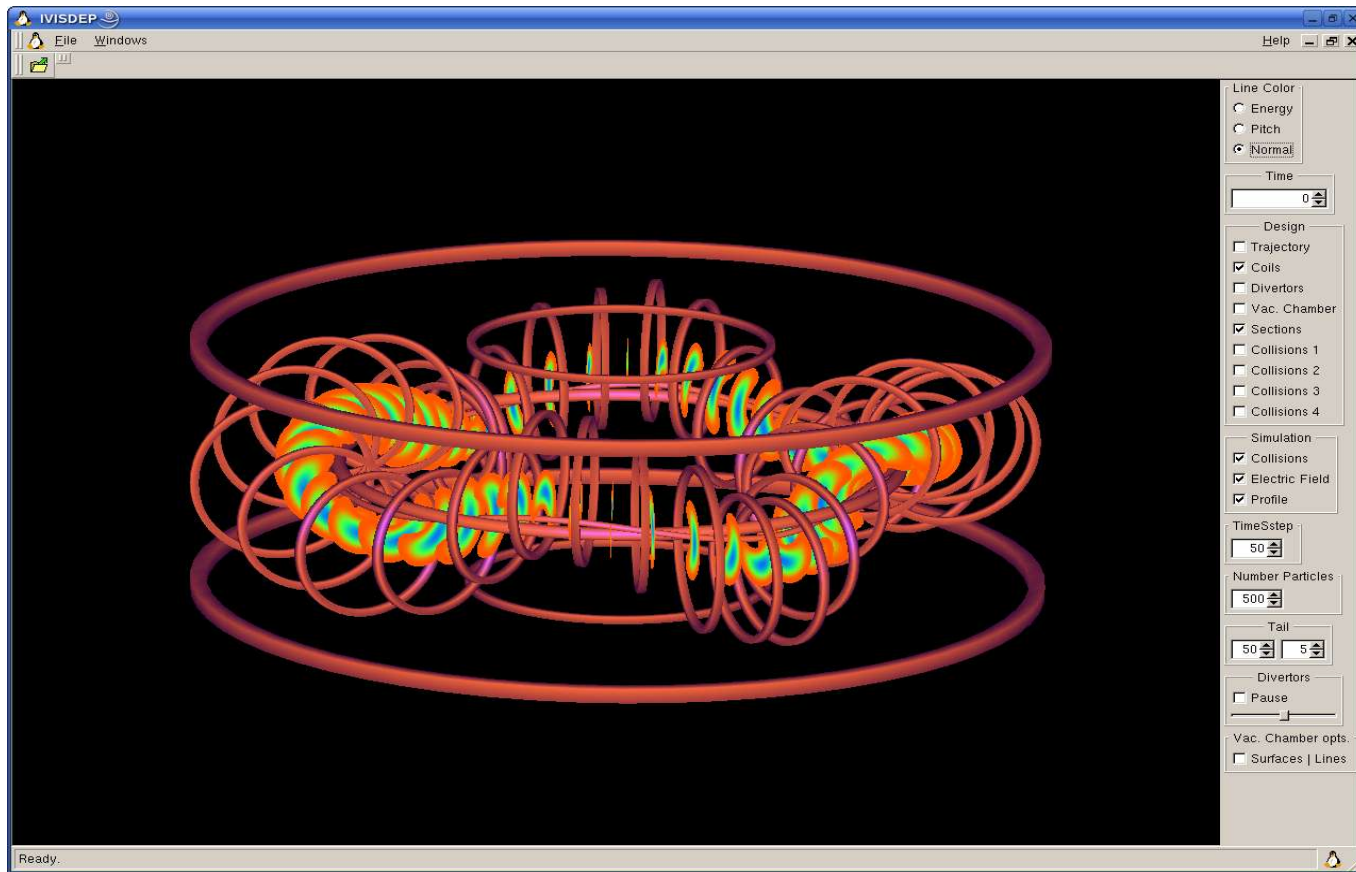 IVISDEP
File Windows Help
Line Color
Energy
Pitch
Normal
Time
0
Design
Trajectory
Coils
Divertors
Vac. Chamber
Sections
Collisions 1
Collisions 2
Collisions 3
Collisions 4
Simulation
Collisions
Electric Field
Profile
TimeSstep
50
Number Particles
500
Tail
50 5
Divertors
Pause
Vac. Chamber opts.
Surfaces | Lines
Ready.